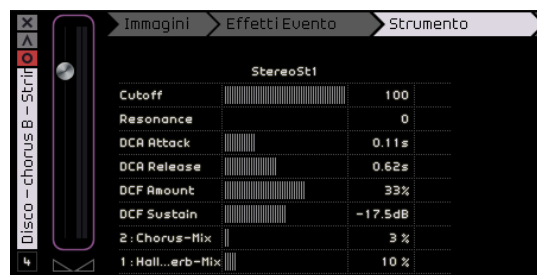 Immagini Effetti Evento Strumento
StereoSt1
Cutoff 100
Resonance 0
DCA Attack 0.11s
DCA Release 0.62s
DCF Amount 33%
DCF Sustain -17.5dB
2:Chorus-Mix 3 %
1:Hall...erb-Mix 10 %
Disco - chorus B - Strin
4